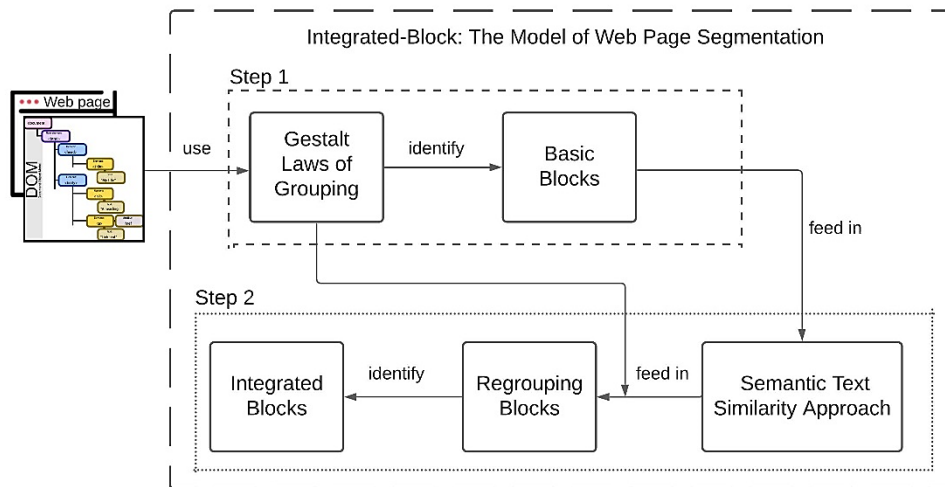 Integrated-Block: The Model of Web Page Segmentation
Step 1
Web page
DOM
use
Gestalt
Laws of
Grouping
identify
Basic
Blocks
feed in
Step 2
Integrated
Blocks
identify
Regrouping
Blocks
feed in
Semantic Text
Similarity Approach